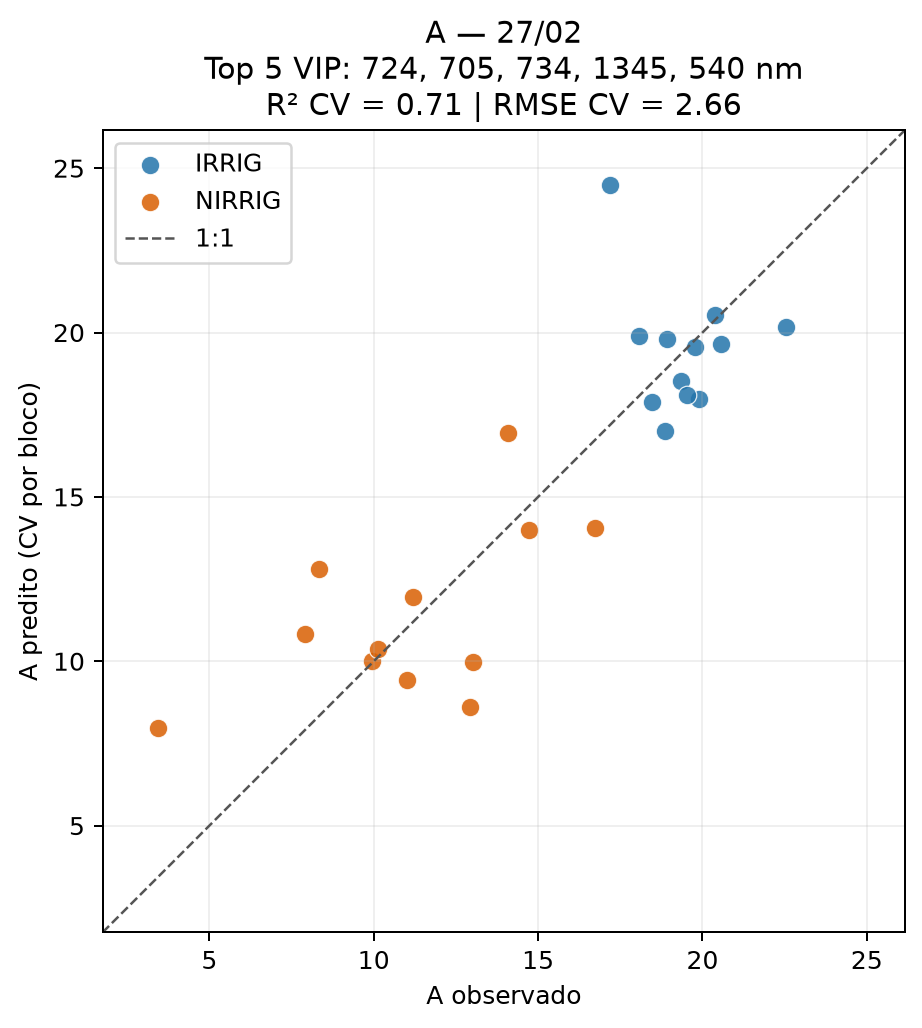 A — 27/02
Top 5 VIP: 724, 705, 734, 1345, 540 nm
R² CV = 0.71 | RMSE CV = 2.66
IRRIG
NIRRIG
1:1
25
20
15
10
5
A predito (CV por bloco)
5
10
15
20
25
A observado